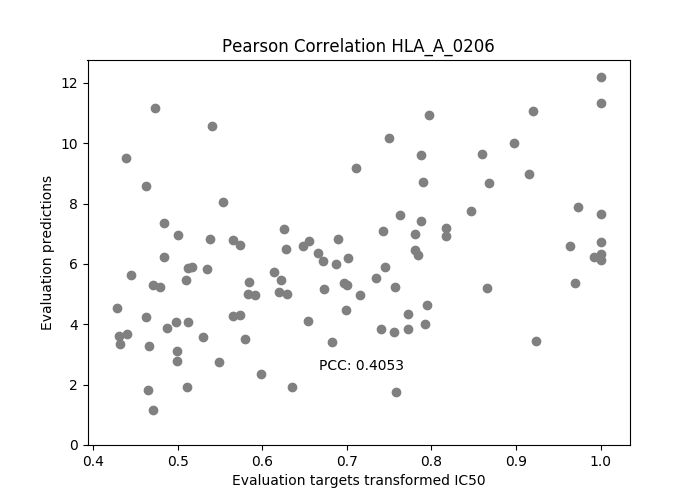 Pearson Correlation HLA_A_0206
12
10
8
6
4
2
0
Evaluation predictions
PCC: 0.4053
0.4 0.5 0.6 0.7 0.8 0.9 1.0
Evaluation targets transformed IC50